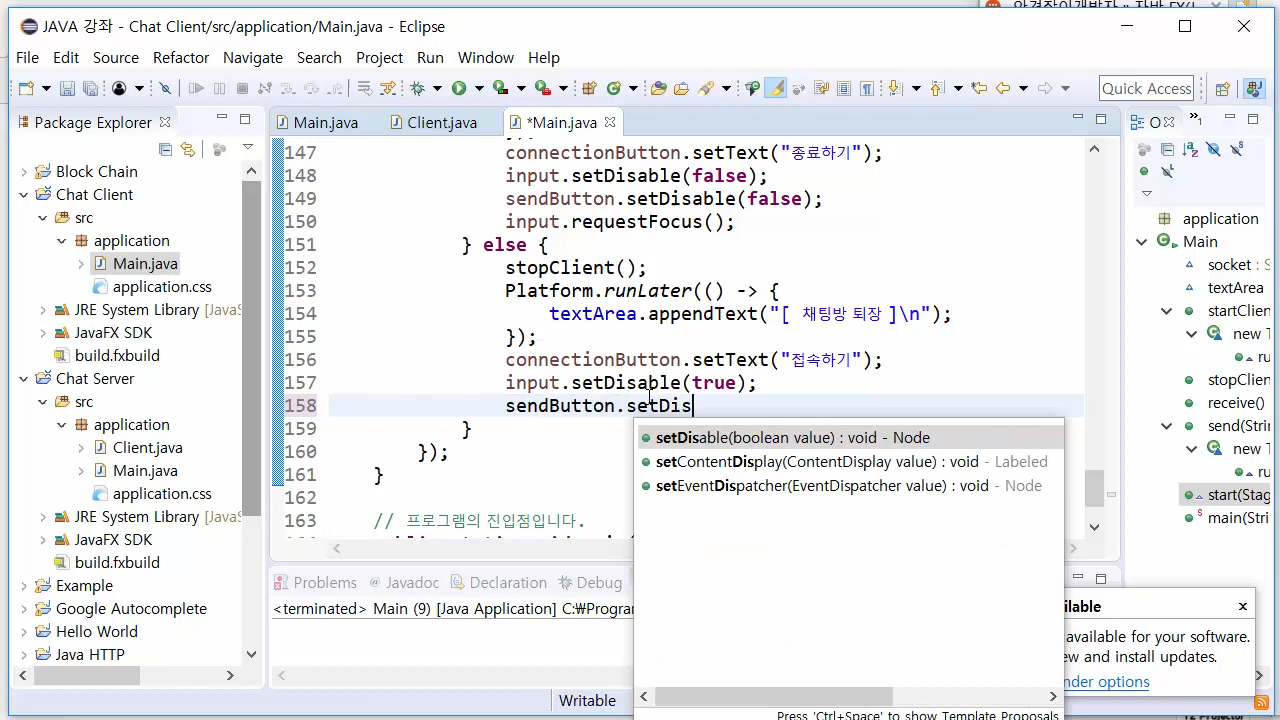 JAVA 강좌 - Chat Client/src/application/Main.java - Eclipse
File Edit Source Refactor Navigate Search Project Run Window Help
Quick Access
Package Explorer
Block Chain
Chat Client
src
application
Main.java
application.css
JRE System Library [JavaS
JavaFX SDK
build.fxbuild
Chat Server
src
application
Client.java
Main.java
application.css
JRE System Library [JavaS
JavaFX SDK
build.fxbuild
Example
Google Autocomplete
Hello World
Java HTTP
Main.java Client.java *Main.java
147 connectionButton.setText("종료하기");
148 input.setDisable(false);
149 sendButton.setDisable(false);
150 input.requestFocus();
151 } else {
152 stopClient();
153 Platform.runLater(() -> {
154 textArea.appendText("[ 채팅방 퇴장 ]\n");
155 });
156 connectionButton.setText("접속하기");
157 input.setDisable(true);
158 sendButton.setDis
159 }
160 });
161 }
162
163 // 프로그램의 진입점입니다.
setDisable(boolean value) : void - Node
setContentDisplay(ContentDisplay value) : void - Labeled
setEventDispatcher(EventDispatcher value) : void - Node
Press 'Ctrl+Space' to show Template Proposals
Problems Javadoc Declaration Debug
<terminated> Main (9) [Java Application] C:₩Program
Writable
O
application
Main
socket : S
textArea
startClien
new T
ru
stopClien
receive()
send(Strin
new T
ru
start(Stag
main(Stri
ilable
available for your software.
ew and install updates.
nder options